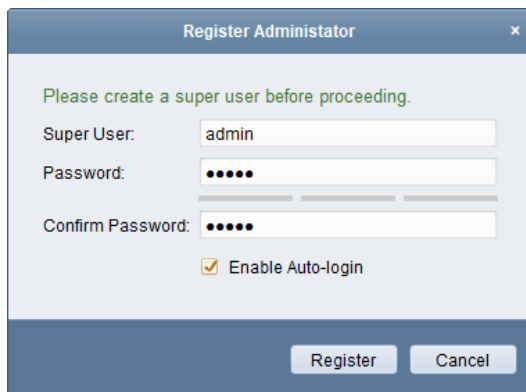 Register Administator
×
Please create a super user before proceeding.
Super User: admin
Password: •••••
Confirm Password: •••••
Enable Auto-login
Register Cancel